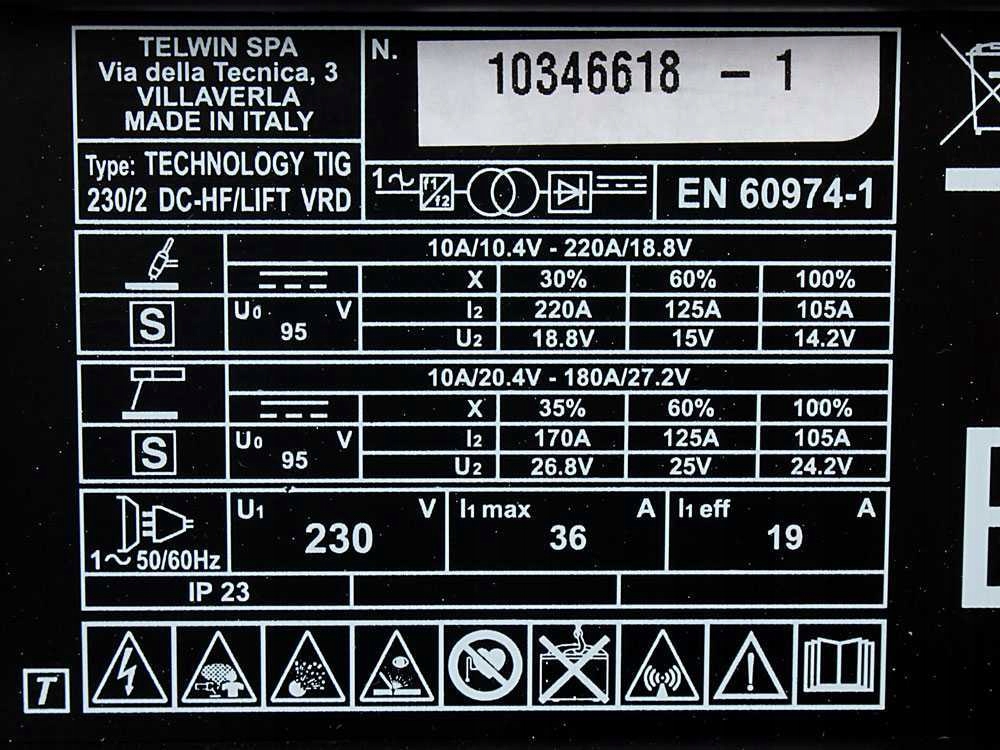 TELWIN SPA
Via della Tecnica, 3
VILLAVERLA
MADE IN ITALY
N.
10346618 - 1
Type: TECHNOLOGY TIG
230/2 DC-HF/LIFT VRD
1~ f1 f2
EN 60974-1
10A/10.4V - 220A/18.8V
X 30% 60% 100%
S
U0 V
95
I2 220A 125A 105A
U2 18.8V 15V 14.2V
10A/20.4V - 180A/27.2V
X 35% 60% 100%
S
U0 V
95
I2 170A 125A 105A
U2 26.8V 25V 24.2V
1~ 50/60Hz
U1 V
230
I1 max A
36
I1 eff A
19
IP 23
T